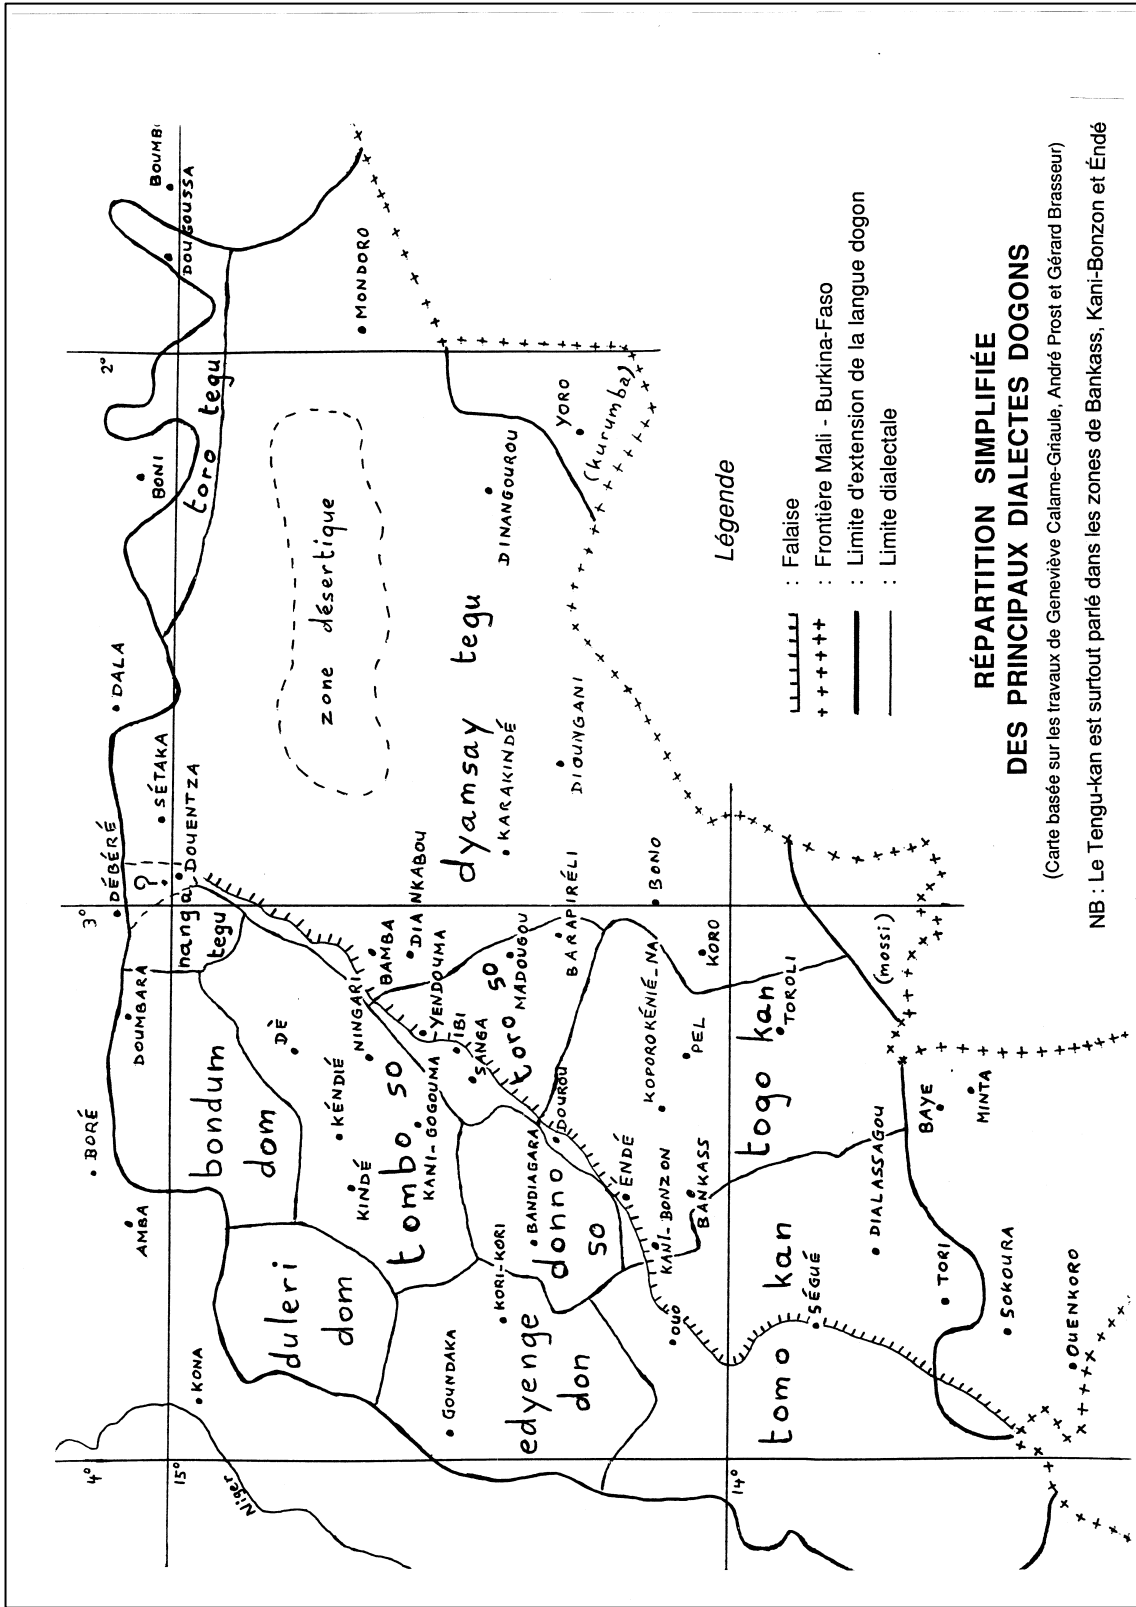 4°
3°
2°
15°
14°
Niger
KONA
AMBA
BORÉ
DOUMBARA
DÉBÉRÉ
?
SÉTAKA
DOUENTZA
DALA
BONI
DOUGOUSSA
BOUMB
toro tegu
nanga
tegu
bondum
dom
DÈ
duleri
dom
KÉNDIÉ
KINDÉ
NINGARI
tombo so
KANI-GOGOUMA
BAMBA
DIANKABOU
YENDOUMA
IBI
SANGA
toro so
MADOUGOU
BARAPIRÉLI
zone désertique
dyamsay tegu
KARAKINDÉ
DIOUNGANI
DINANGOUROU
MONDORO
YORO
(kurumba)
GOUNDAKA
KORI-KORI
edyenge
don
BANDIAGARA
donno
so
DOUROU
ÉNDÉ
KANI-BONZON
BANKASS
OUO
KOPOROKÉNIÉ-NA
PEL
BONO
KORO
togo kan
TOROLI
(mossi)
tomo kan
SÉGUÉ
DIALASSAGOU
TORI
BAYE
MINTA
SOKOURA
OUENKORO
Légende
: Falaise
: Frontière Mali - Burkina-Faso
: Limite d'extension de la langue dogon
: Limite dialectale
RÉPARTITION SIMPLIFIÉE
DES PRINCIPAUX DIALECTES DOGONS
(Carte basée sur les travaux de Geneviève Calame-Griaule, André Prost et Gérard Brasseur)
NB : Le Tengu-kan est surtout parlé dans les zones de Bankass, Kani-Bonzon et Éndé